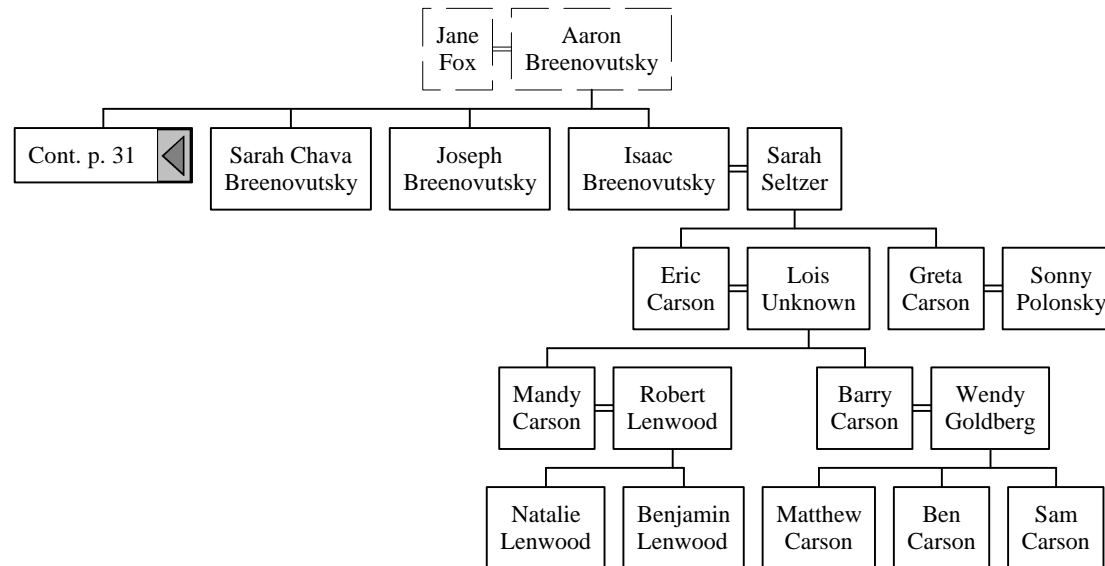 Jane
Fox
Aaron
Breenovutsky
Cont. p. 31
Sarah Chava
Breenovutsky
Joseph
Breenovutsky
Isaac
Breenovutsky
Sarah
Seltzer
Eric
Carson
Lois
Unknown
Greta
Carson
Sonny
Polonsky
Mandy
Carson
Robert
Lenwood
Barry
Carson
Wendy
Goldberg
Natalie
Lenwood
Benjamin
Lenwood
Matthew
Carson
Ben
Carson
Sam
Carson